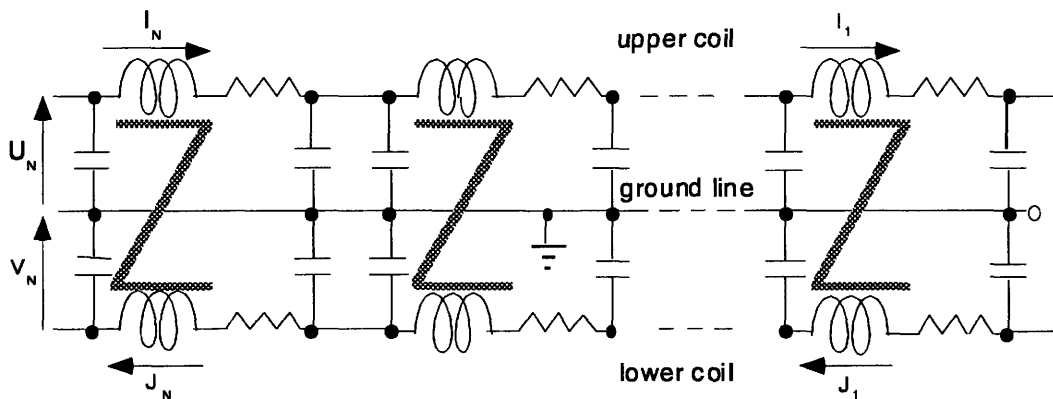 I_N
upper coil
I_1
U_N
ground line
V_N
lower coil
J_N
J_1